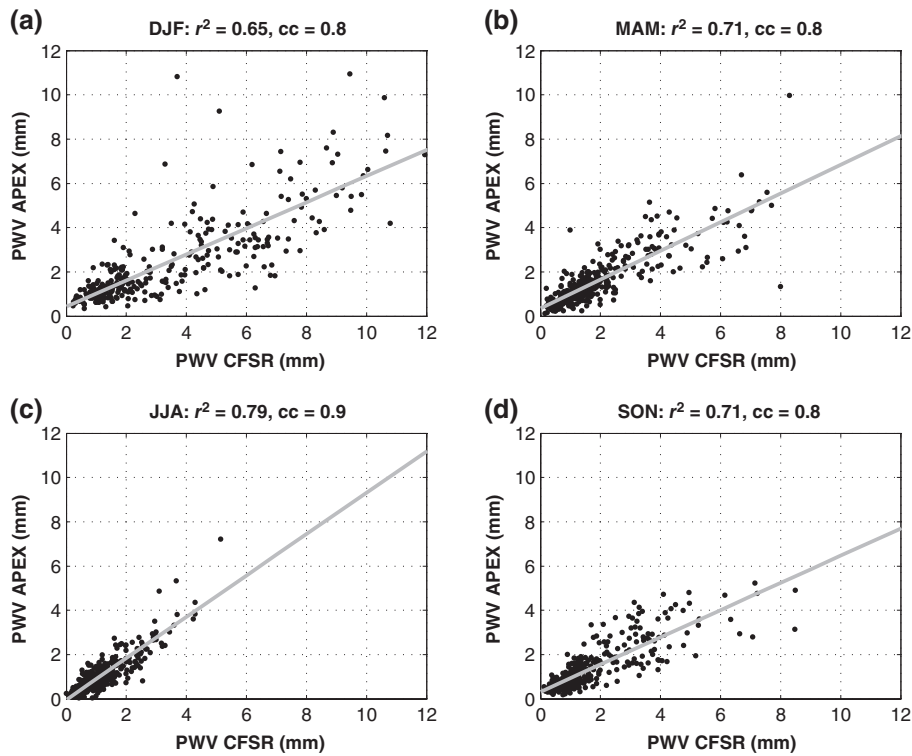 (a)
DJF: r² = 0.65, cc = 0.8
12
10
8
6
4
2
0
PWV APEX (mm)
0 2 4 6 8 10 12
PWV CFSR (mm)
(b)
MAM: r² = 0.71, cc = 0.8
12
10
8
6
4
2
0
PWV APEX (mm)
0 2 4 6 8 10 12
PWV CFSR (mm)
(c)
JJA: r² = 0.79, cc = 0.9
12
10
8
6
4
2
0
PWV APEX (mm)
0 2 4 6 8 10 12
PWV CFSR (mm)
(d)
SON: r² = 0.71, cc = 0.8
12
10
8
6
4
2
0
PWV APEX (mm)
0 2 4 6 8 10 12
PWV CFSR (mm)